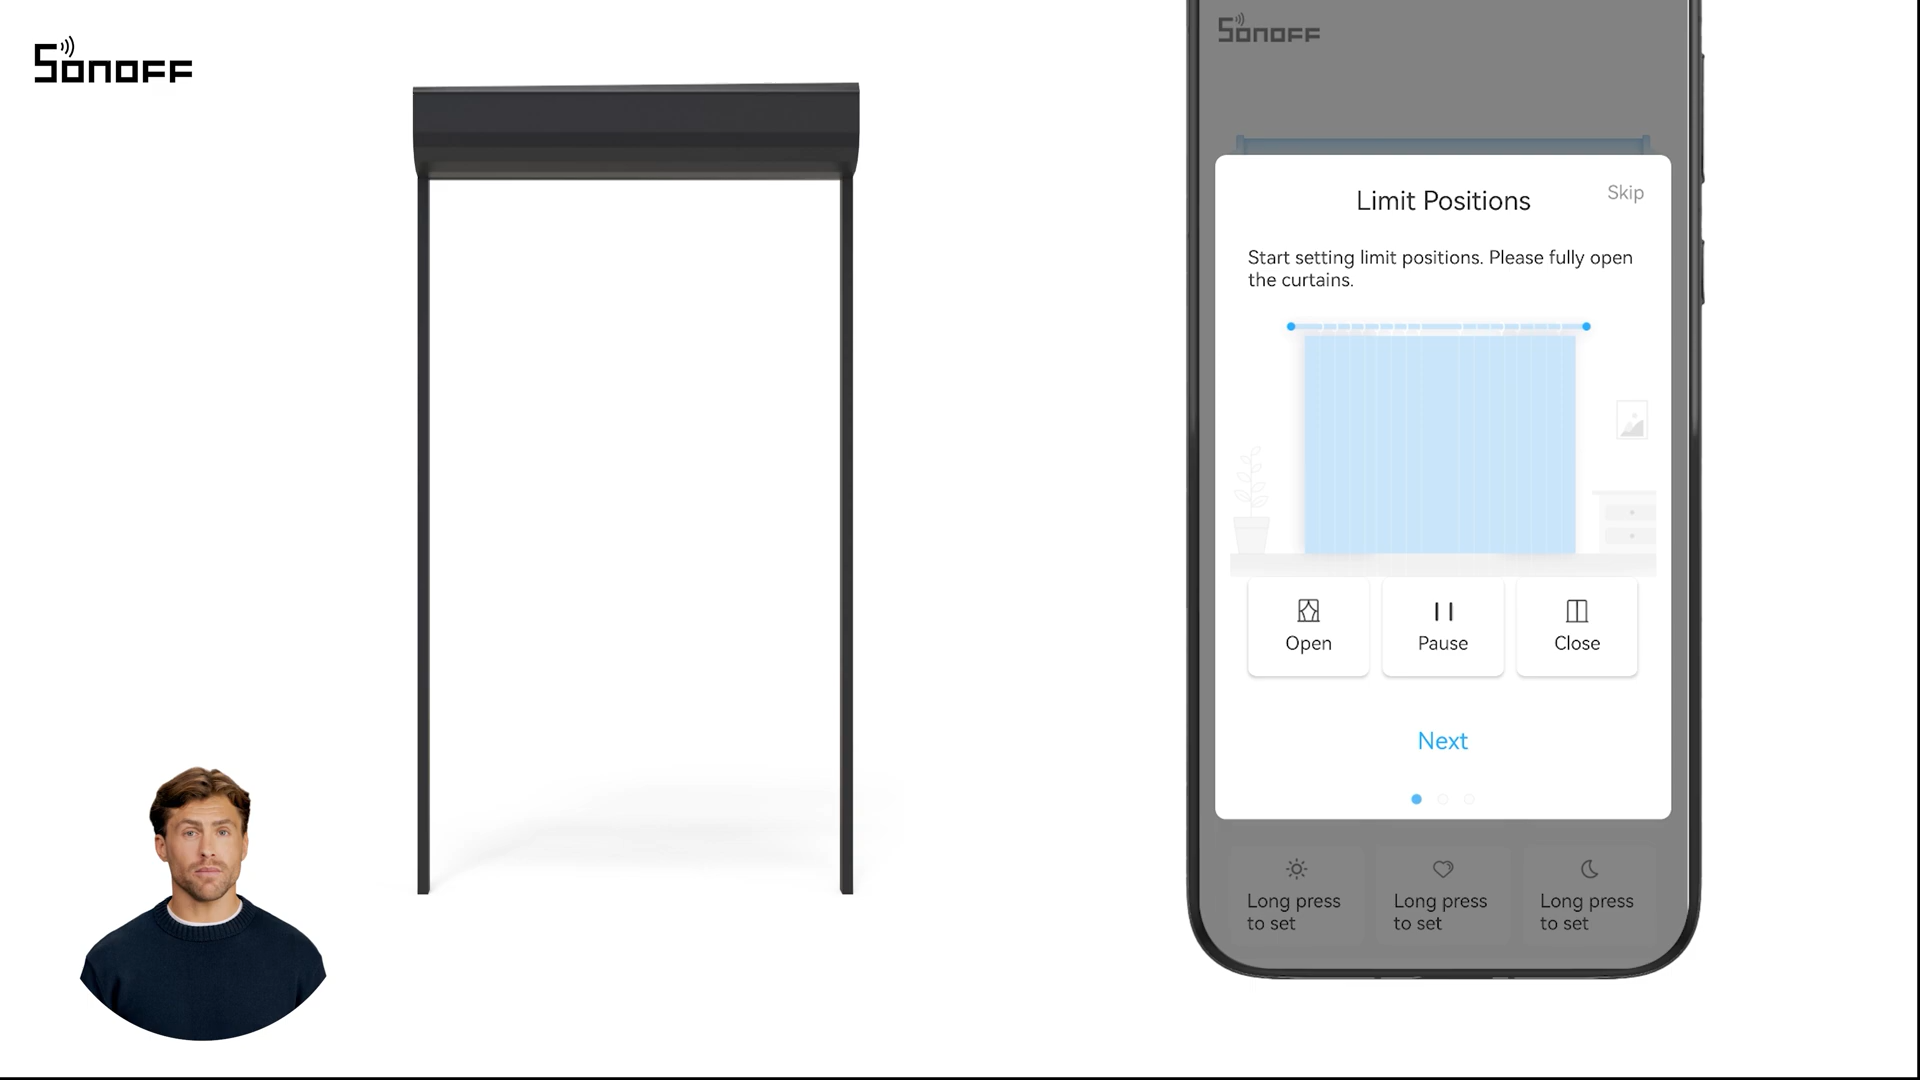 SONOFF
SONOFF
Limit Positions
Skip
Start setting limit positions. Please fully open
the curtains.
Open
Pause
Close
Next
Long press
to set
Long press
to set
Long press
to set